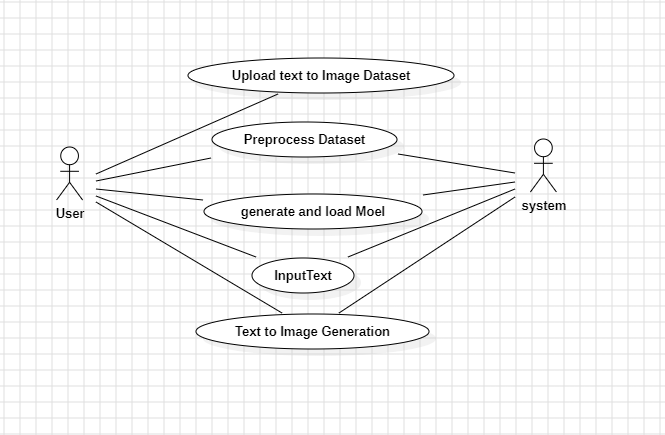 Upload text to Image Dataset
Preprocess Dataset
User
system
generate and load Moel
InputText
Text to Image Generation